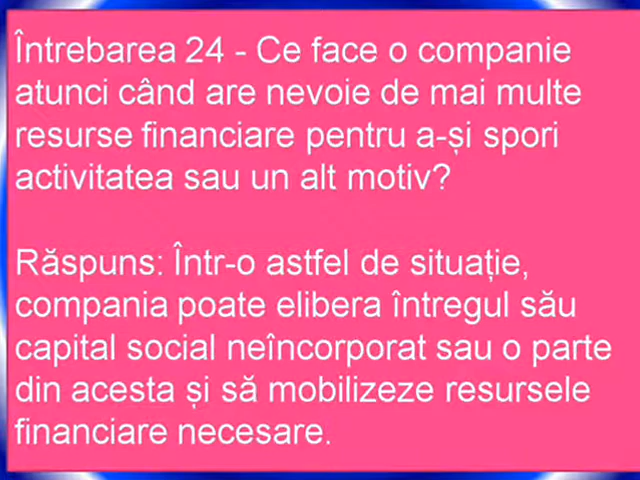 Întrebarea 24 - Ce face o companie
atunci când are nevoie de mai multe
resurse financiare pentru a-și spori
activitatea sau un alt motiv?
Răspuns: Într-o astfel de situație,
compania poate elibera întregul său
capital social neîncorporat sau o parte
din acesta și să mobilizeze resursele
financiare necesare.